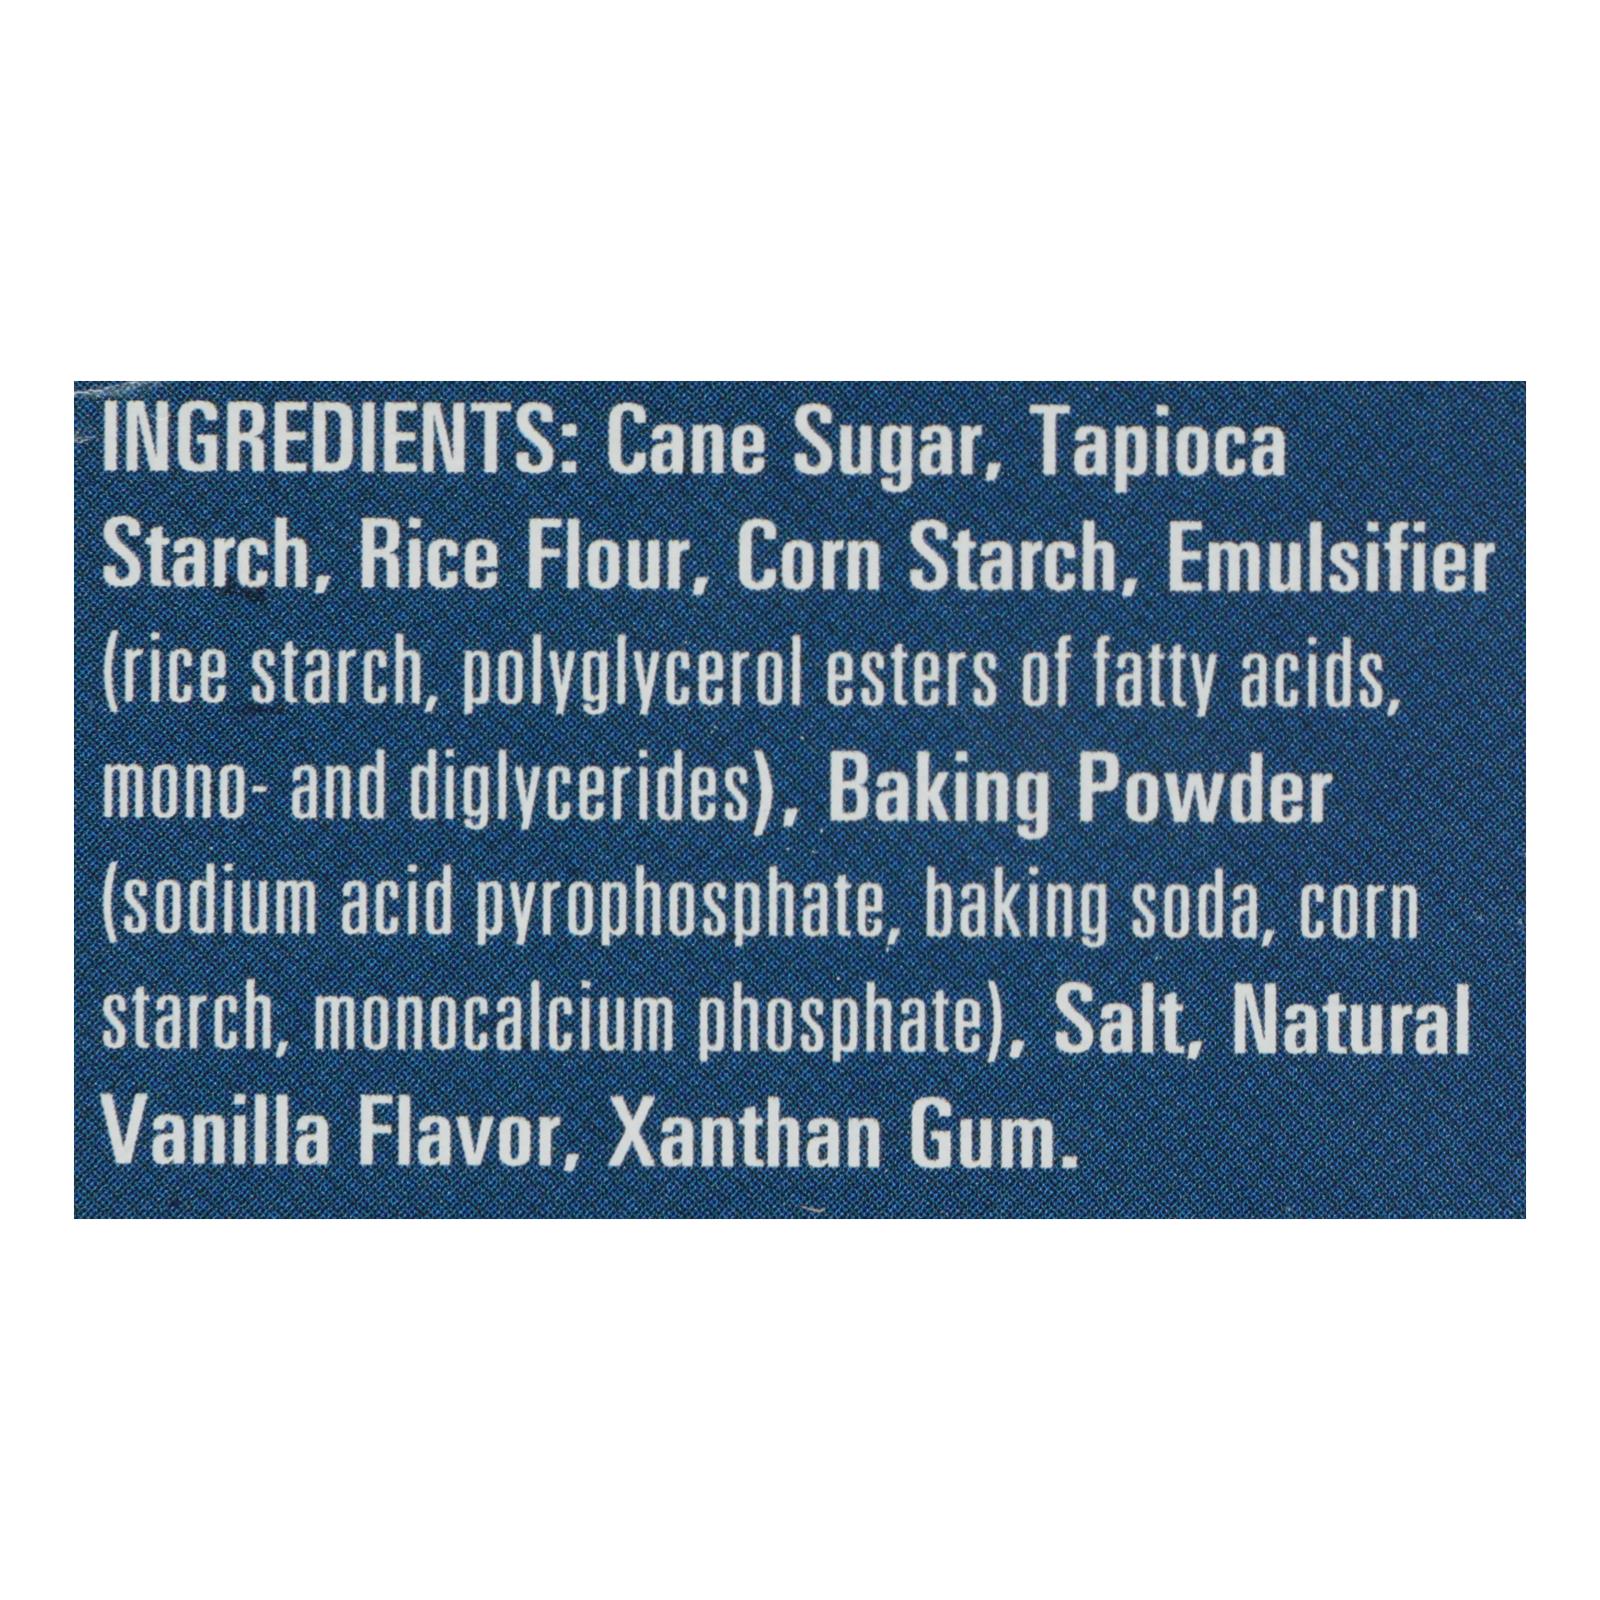 INGREDIENTS: Cane Sugar, Tapioca
Starch, Rice Flour, Corn Starch, Emulsifier
(rice starch, polyglycerol esters of fatty acids,
mono- and diglycerides), Baking Powder
(sodium acid pyrophosphate, baking soda, corn
starch, monocalcium phosphate), Salt, Natural
Vanilla Flavor, Xanthan Gum.